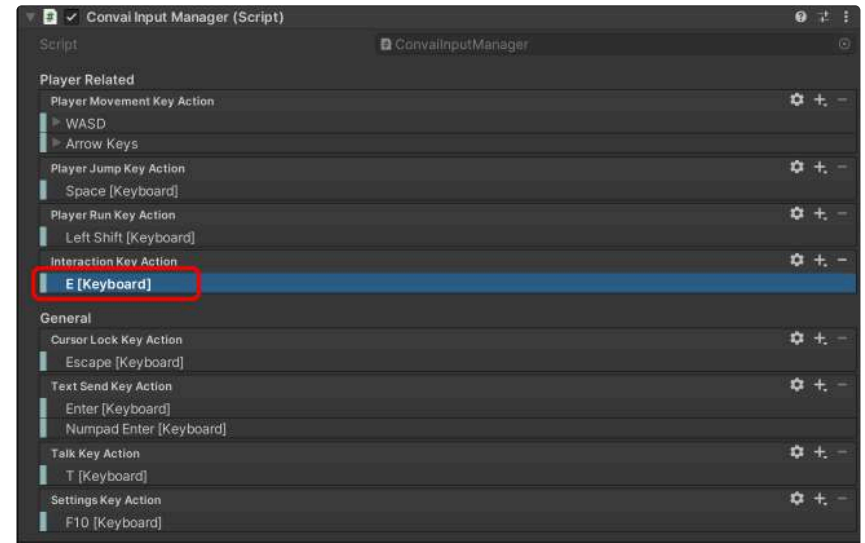 Convai Input Manager (Script)
Script ConvaiInputManager
Player Related
Player Movement Key Action
WASD
Arrow Keys
Player Jump Key Action
Space [Keyboard]
Player Run Key Action
Left Shift [Keyboard]
Interaction Key Action
E [Keyboard]
General
Cursor Lock Key Action
Escape [Keyboard]
Text Send Key Action
Enter [Keyboard]
Numpad Enter [Keyboard]
Talk Key Action
T [Keyboard]
Settings Key Action
F10 [Keyboard]